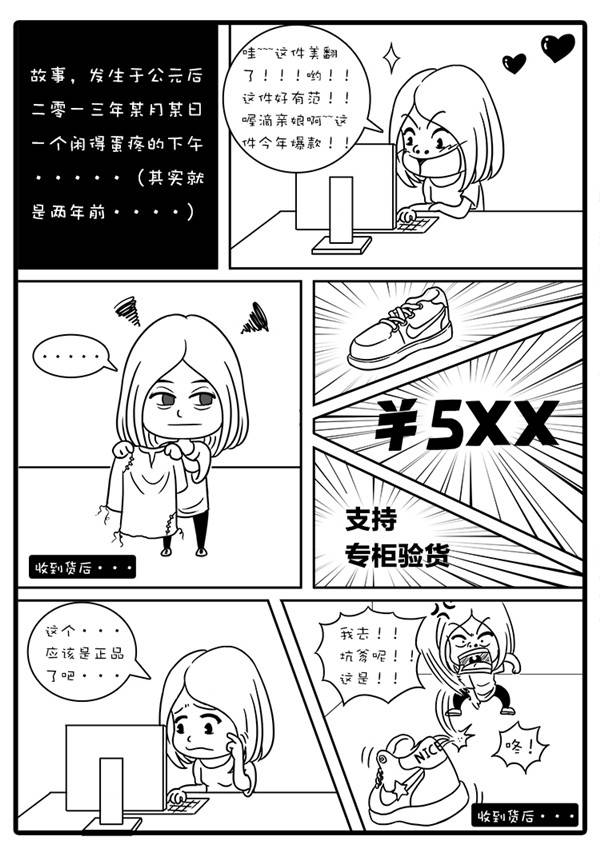 故事，发生于公元后
二零一三年某月某日
一个闲得蛋疼的下午
·····（其实就
是两年前····）
哇~~~这件美翻
了！！！哟！！
这件好有范！！
喔滴亲娘啊~~这
件今年爆款！！
·····
收到货后···
¥5XX
支持
专柜验货
这个···
应该是正品
了吧···
我去！！
坑爹呢！！
这是！！
NICE
咚！
收到货后···